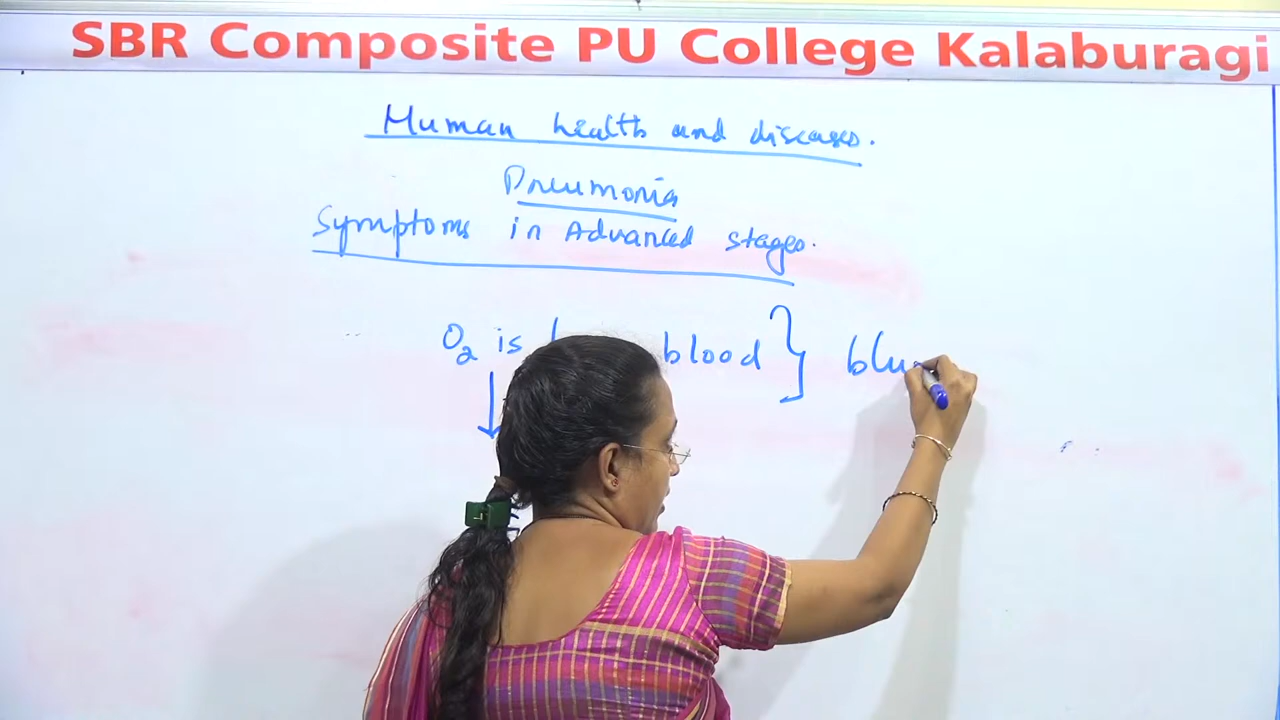 SBR Composite PU College Kalaburagi
Human health and diseases.
Pneumonia
Symptoms in Advanced stages.
O₂ is blood } blu